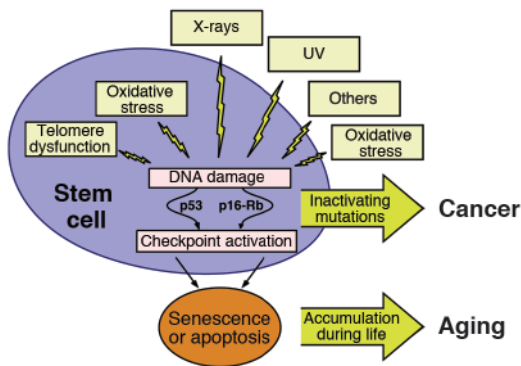 X-rays
UV
Oxidative
stress
Others
Telomere
dysfunction
Oxidative
stress
DNA damage
Stem
cell
p53
p16-Rb
Inactivating
mutations
Cancer
Checkpoint activation
Senescence
or apoptosis
Accumulation
during life
Aging